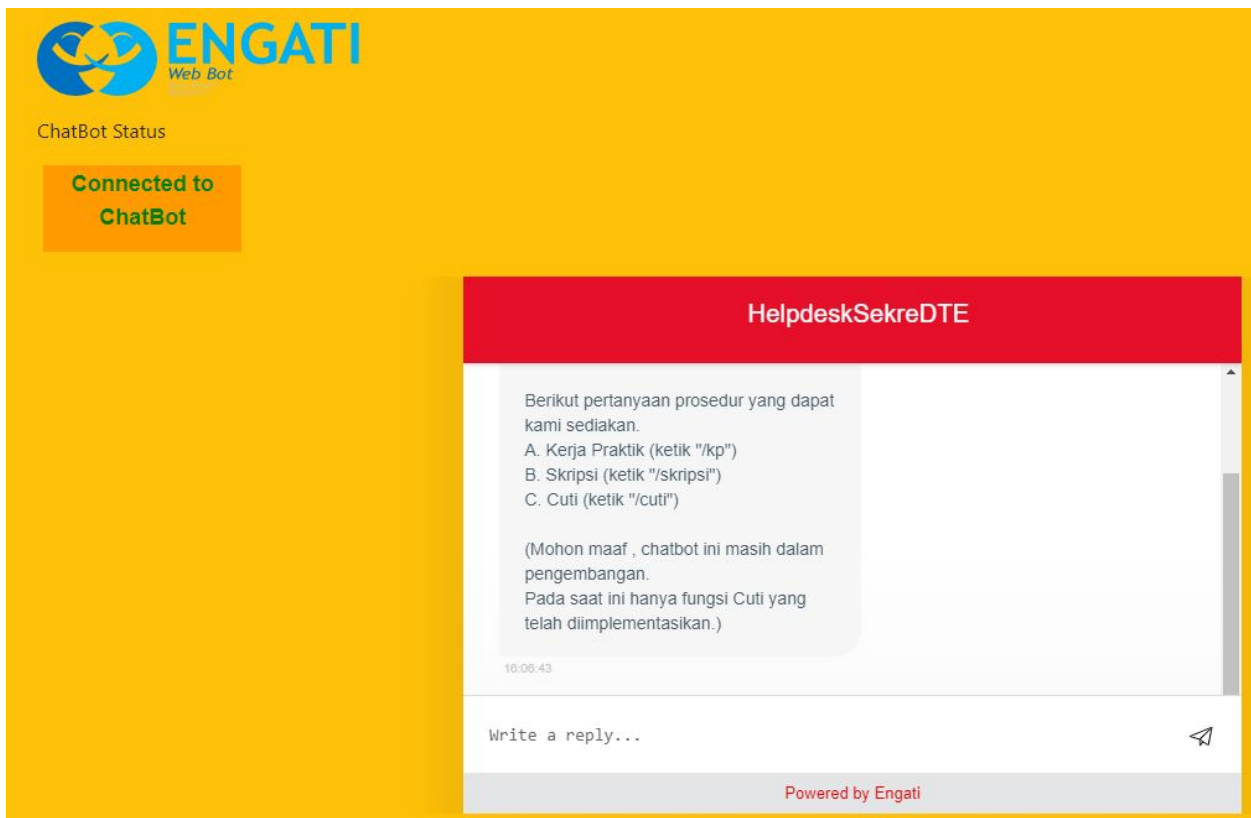 ENGATI
Web Bot
ChatBot Status
Connected to
ChatBot
HelpdeskSekreDTE
Berikut pertanyaan prosedur yang dapat
kami sediakan.
A. Kerja Praktik (ketik "/kp")
B. Skripsi (ketik "/skripsi")
C. Cuti (ketik "/cuti")
(Mohon maaf , chatbot ini masih dalam
pengembangan.
Pada saat ini hanya fungsi Cuti yang
telah diimplementasikan.)
16:06:43
Write a reply...
Powered by Engati